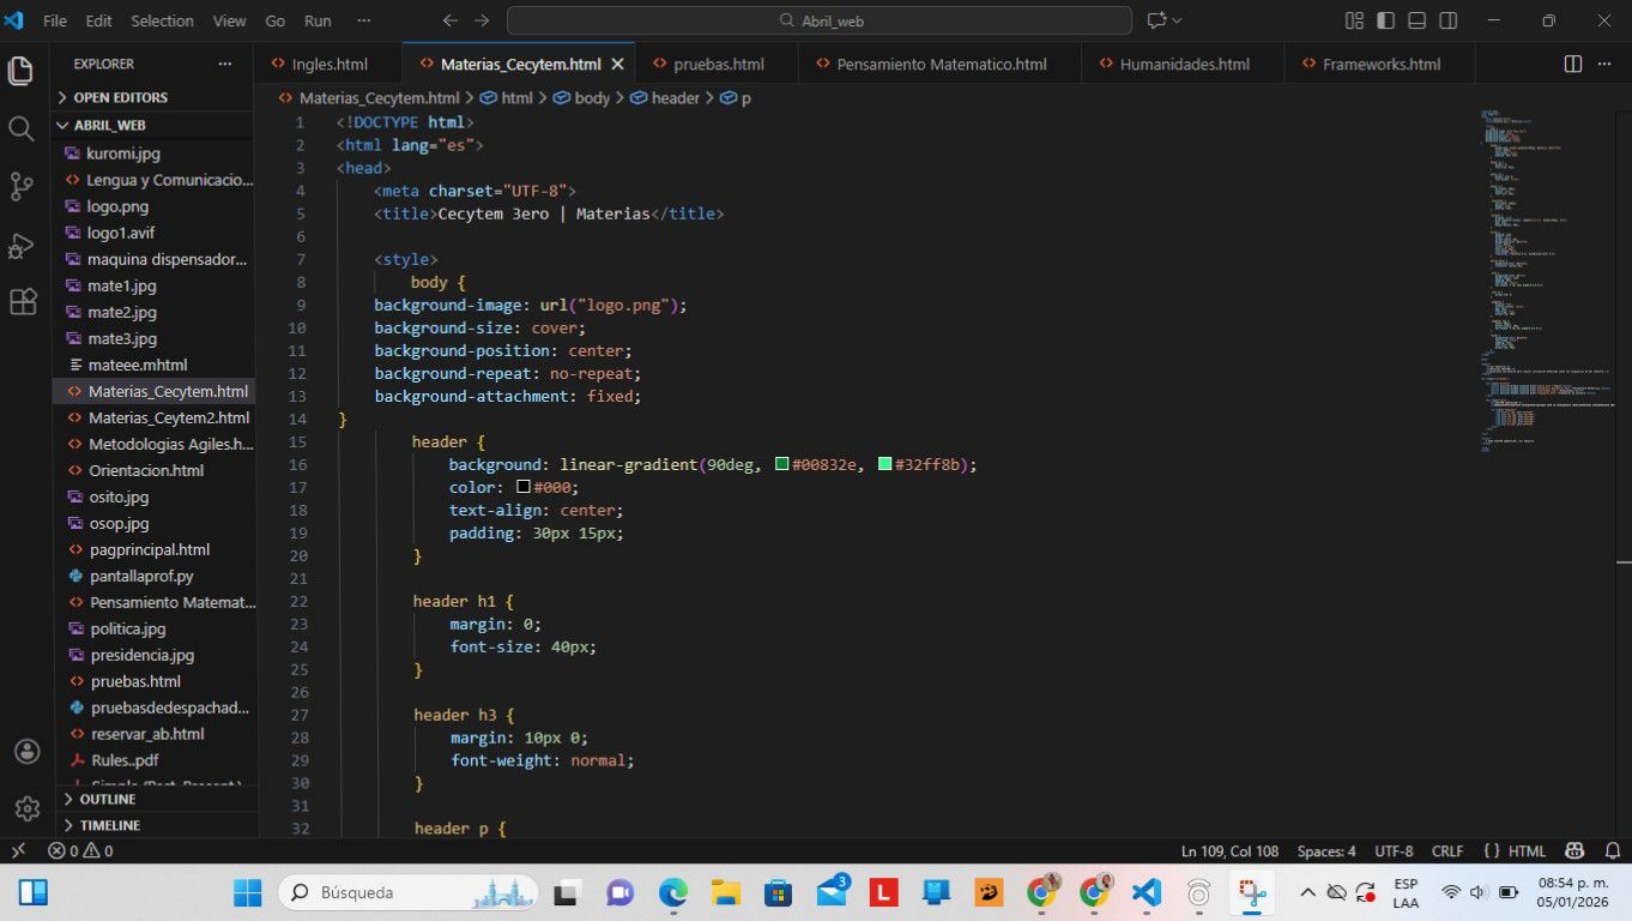 File Edit Selection View Go Run ··· Abril_web
EXPLORER ···
OPEN EDITORS
ABRIL_WEB
kuromi.jpg
Lengua y Comunicacio...
logo.png
logo1.avif
maquina dispensador...
mate1.jpg
mate2.jpg
mate3.jpg
mateee.mhtml
Materias_Cecytem.html
Materias_Ceytem2.html
Metodologias Agiles.h...
Orientacion.html
osito.jpg
osop.jpg
pagprincipal.html
pantallaprof.py
Pensamiento Matemat...
politica.jpg
presidencia.jpg
pruebas.html
pruebasdedespachad...
reservar_ab.html
Rules..pdf
OUTLINE
TIMELINE
Ingles.html Materias_Cecytem.html pruebas.html Pensamiento Matematico.html Humanidades.html Frameworks.html ···
Materias_Cecytem.html > html > body > header > p
1 <!DOCTYPE html>
2 <html lang="es">
3 <head>
4 <meta charset="UTF-8">
5 <title>Cecytem 3ero | Materias</title>
6
7 <style>
8 body {
9 background-image: url("logo.png");
10 background-size: cover;
11 background-position: center;
12 background-repeat: no-repeat;
13 background-attachment: fixed;
14 }
15 header {
16 background: linear-gradient(90deg, #00832e, #32ff8b);
17 color: #000;
18 text-align: center;
19 padding: 30px 15px;
20 }
21
22 header h1 {
23 margin: 0;
24 font-size: 40px;
25 }
26
27 header h3 {
28 margin: 10px 0;
29 font-weight: normal;
30 }
31
32 header p {
0 0 Ln 109, Col 108 Spaces: 4 UTF-8 CRLF {} HTML
Búsqueda 3 L ESP LAA 08:54 p. m.
05/01/2026